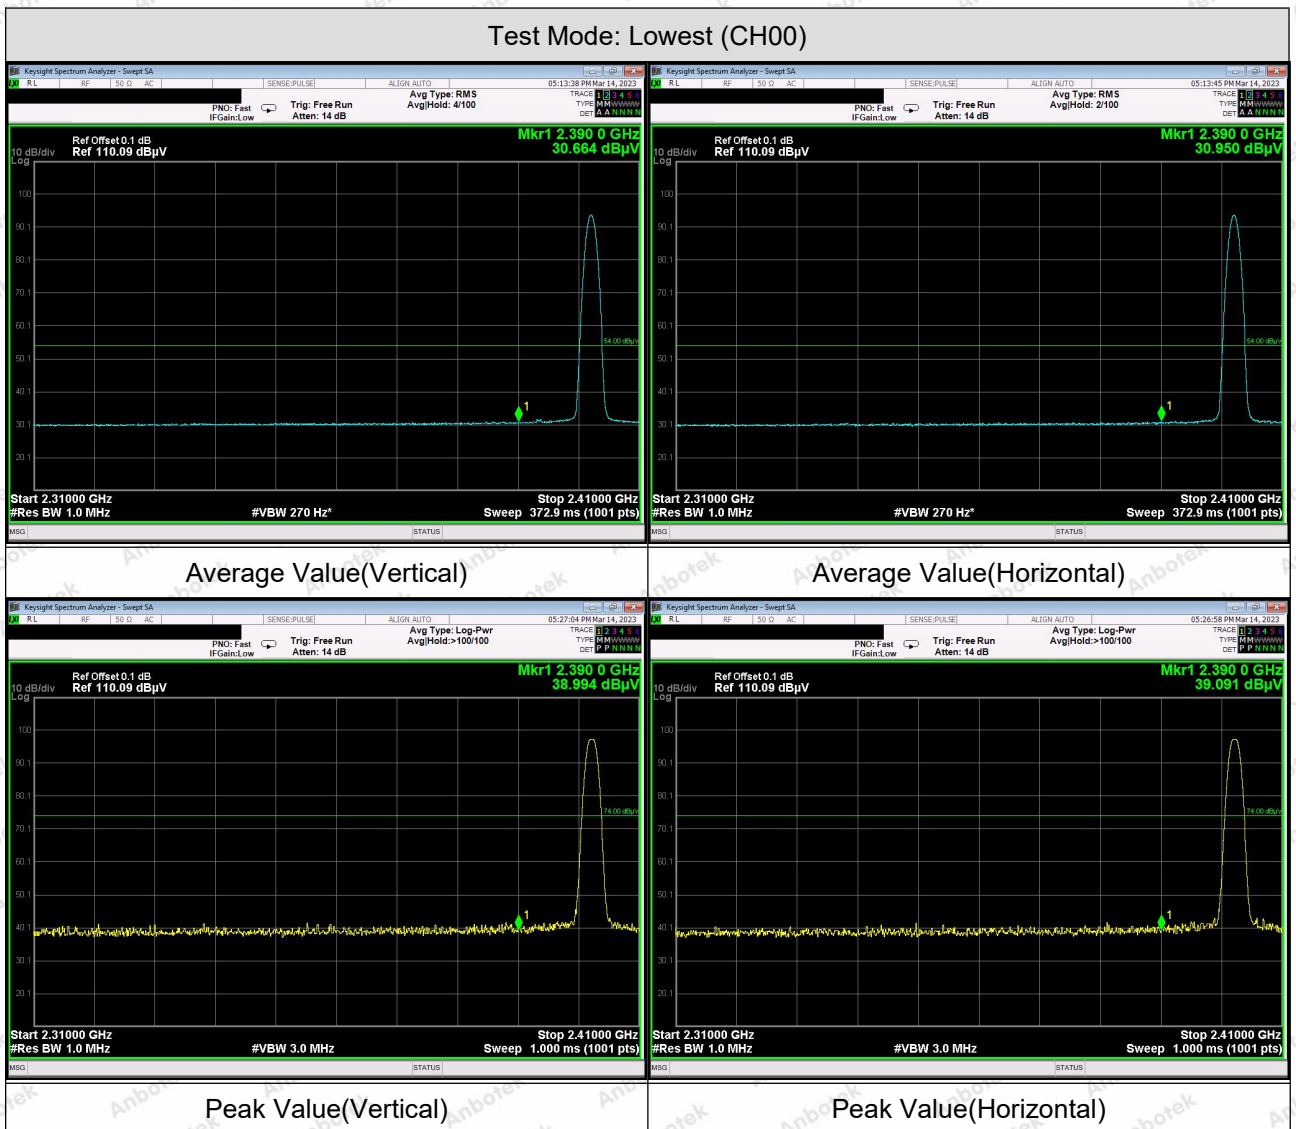 Test Mode: Lowest (CH00)
Keysight Spectrum Analyzer - Swept SA
LXI RL RF 50 Ω AC SENSE:PULSE ALIGN AUTO 05:13:38 PM Mar 14, 2023
PNO: Fast IFGain:Low Trig: Free Run Atten: 14 dB
Avg Type: RMS Avg|Hold: 4/100
TRACE 1 2 3 4 5 6
TYPE M M W W W W
DET A A N N N N
Mkr1 2.390 0 GHz
30.664 dBµV
Ref Offset 0.1 dB
10 dB/div Ref 110.09 dBµV
Log
100
90.1
80.1
70.1
60.1
54.00 dBµV
50.1
40.1
1
30.1
20.1
Start 2.31000 GHz Stop 2.41000 GHz
#Res BW 1.0 MHz #VBW 270 Hz* Sweep 372.9 ms (1001 pts)
MSG STATUS
Keysight Spectrum Analyzer - Swept SA
LXI RL RF 50 Ω AC SENSE:PULSE ALIGN AUTO 05:13:45 PM Mar 14, 2023
PNO: Fast IFGain:Low Trig: Free Run Atten: 14 dB
Avg Type: RMS Avg|Hold: 2/100
TRACE 1 2 3 4 5 6
TYPE M M W W W W
DET A A N N N N
Mkr1 2.390 0 GHz
30.950 dBµV
Ref Offset 0.1 dB
10 dB/div Ref 110.09 dBµV
Log
100
90.1
80.1
70.1
60.1
54.00 dBµV
50.1
40.1
1
30.1
20.1
Start 2.31000 GHz Stop 2.41000 GHz
#Res BW 1.0 MHz #VBW 270 Hz* Sweep 372.9 ms (1001 pts)
MSG STATUS
Average Value(Vertical) Average Value(Horizontal)
Keysight Spectrum Analyzer - Swept SA
LXI RL RF 50 Ω AC SENSE:PULSE ALIGN AUTO 05:27:04 PM Mar 14, 2023
PNO: Fast IFGain:Low Trig: Free Run Atten: 14 dB
Avg Type: Log-Pwr Avg|Hold:>100/100
TRACE 1 2 3 4 5 6
TYPE M M W W W W
DET P P N N N N
Mkr1 2.390 0 GHz
38.994 dBµV
Ref Offset 0.1 dB
10 dB/div Ref 110.09 dBµV
Log
100
90.1
80.1
74.00 dBµV
70.1
60.1
50.1
1
40.1
30.1
20.1
Start 2.31000 GHz Stop 2.41000 GHz
#Res BW 1.0 MHz #VBW 3.0 MHz Sweep 1.000 ms (1001 pts)
MSG STATUS
Keysight Spectrum Analyzer - Swept SA
LXI RL RF 50 Ω AC SENSE:PULSE ALIGN AUTO 05:26:58 PM Mar 14, 2023
PNO: Fast IFGain:Low Trig: Free Run Atten: 14 dB
Avg Type: Log-Pwr Avg|Hold:>100/100
TRACE 1 2 3 4 5 6
TYPE M M W W W W
DET P P N N N N
Mkr1 2.390 0 GHz
39.091 dBµV
Ref Offset 0.1 dB
10 dB/div Ref 110.09 dBµV
Log
100
90.1
80.1
74.00 dBµV
70.1
60.1
50.1
1
40.1
30.1
20.1
Start 2.31000 GHz Stop 2.41000 GHz
#Res BW 1.0 MHz #VBW 3.0 MHz Sweep 1.000 ms (1001 pts)
MSG STATUS
Peak Value(Vertical) Peak Value(Horizontal)